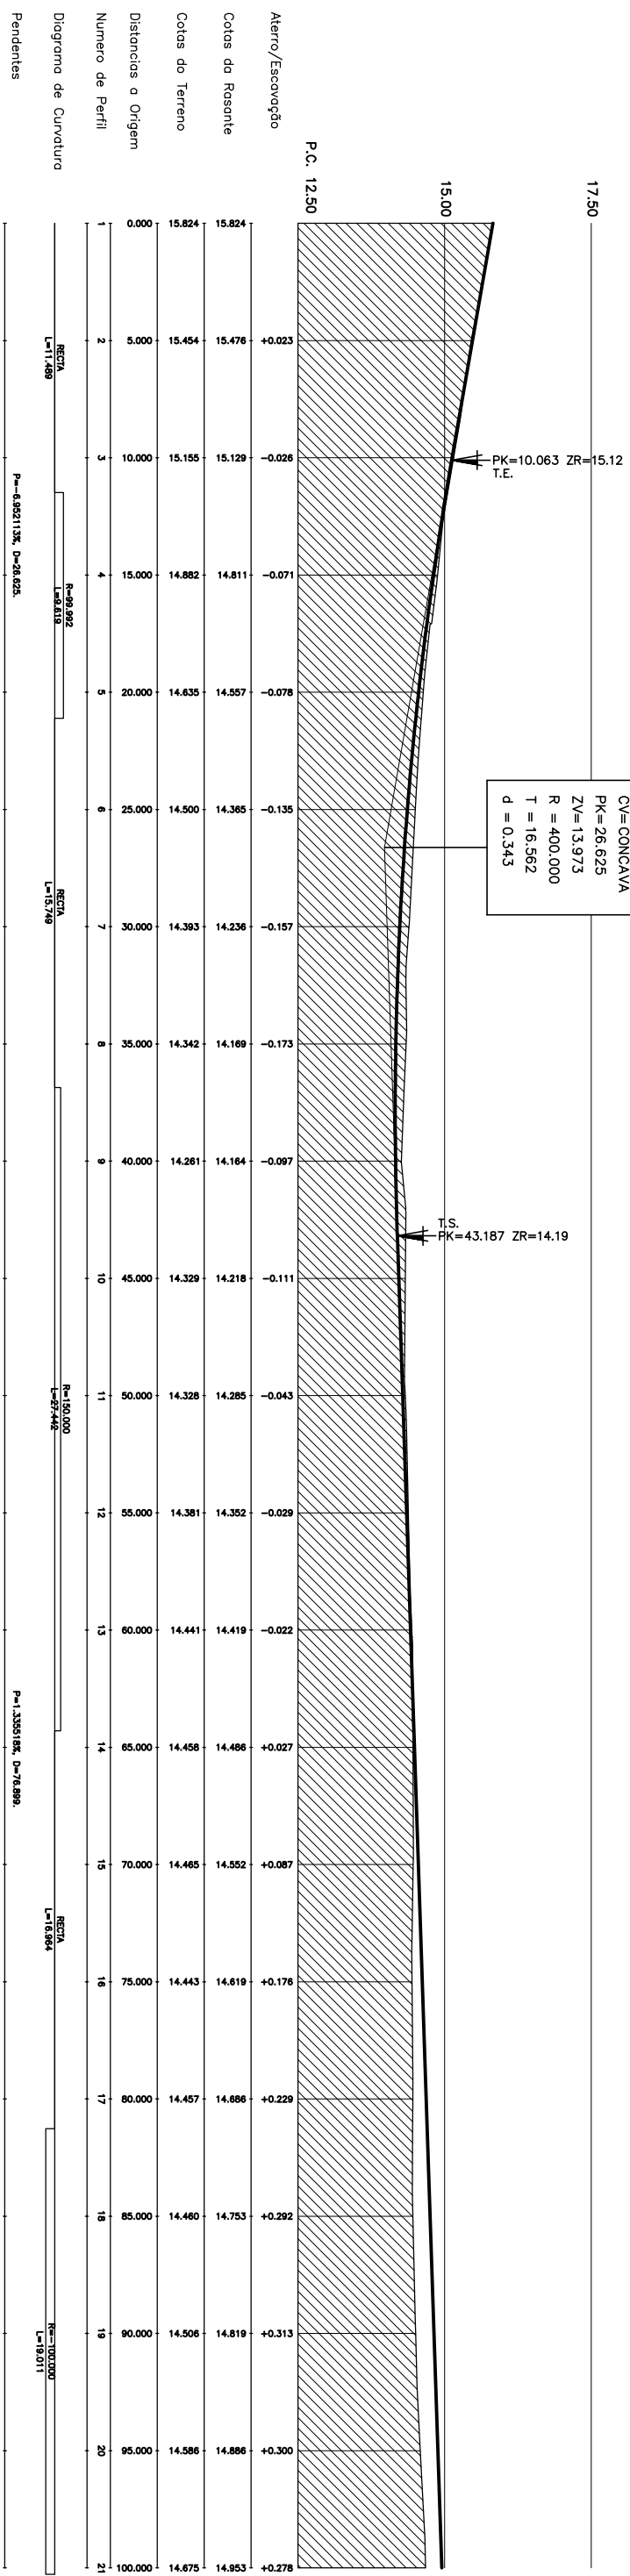 17.50
15.00
P.C. 12.50
CV=CONCAVA
PK=26.625
ZV=13.973
R =400.000
T = 16.562
d = 0.343
PK=10.063 ZR=15.12
T.E.
T.S.
PK=43.187 ZR=14.19
Aterro/Escavação +0.023 -0.026 -0.071 -0.078 -0.135 -0.157 -0.173 -0.097 -0.111 -0.043 -0.029 -0.022 +0.027 +0.087 +0.176 +0.229 +0.292 +0.313 +0.300 +0.278
Cotas da Rasante 15.824 15.476 15.129 14.811 14.557 14.365 14.236 14.169 14.164 14.218 14.285 14.352 14.419 14.486 14.552 14.619 14.686 14.753 14.819 14.886 14.953
Cotas do Terreno 15.824 15.454 15.155 14.882 14.635 14.500 14.393 14.342 14.261 14.329 14.328 14.381 14.441 14.458 14.465 14.443 14.457 14.460 14.506 14.586 14.675
Distancias a Origem 0.000 5.000 10.000 15.000 20.000 25.000 30.000 35.000 40.000 45.000 50.000 55.000 60.000 65.000 70.000 75.000 80.000 85.000 90.000 95.000 100.000
Numero de Perfil 1 2 3 4 5 6 7 8 9 10 11 12 13 14 15 16 17 18 19 20 21
Diagrama de Curvatura
RECTA
L=11.489
R=99.992
L=9.619
RECTA
L=15.749
R=150.000
L=27.442
RECTA
L=16.964
R=-100.000
L=19.011
Pendentes
P=-6.952113%, D=26.625.
P=1.335518%, D=76.899.